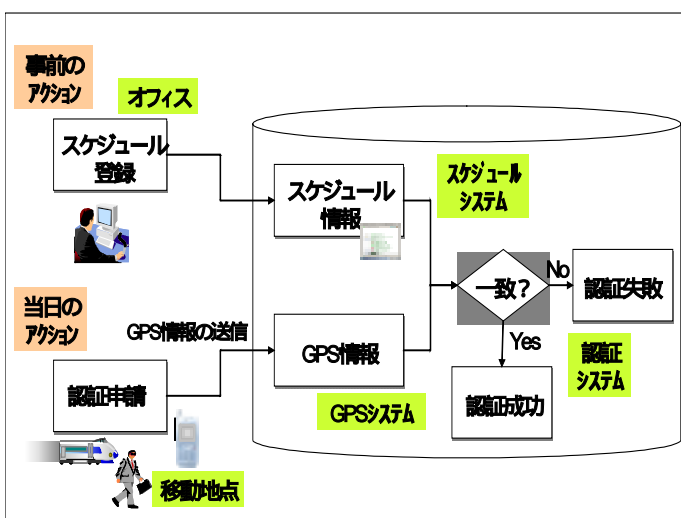 事前の
アクション
オフィス
スケジュール
登録
スケジュール
情報
スケジュール
システム
一致？
No
認証失敗
Yes
認証
システム
認証成功
当日の
アクション
GPS情報の送信
GPS情報
認証申請
GPSシステム
移動地点